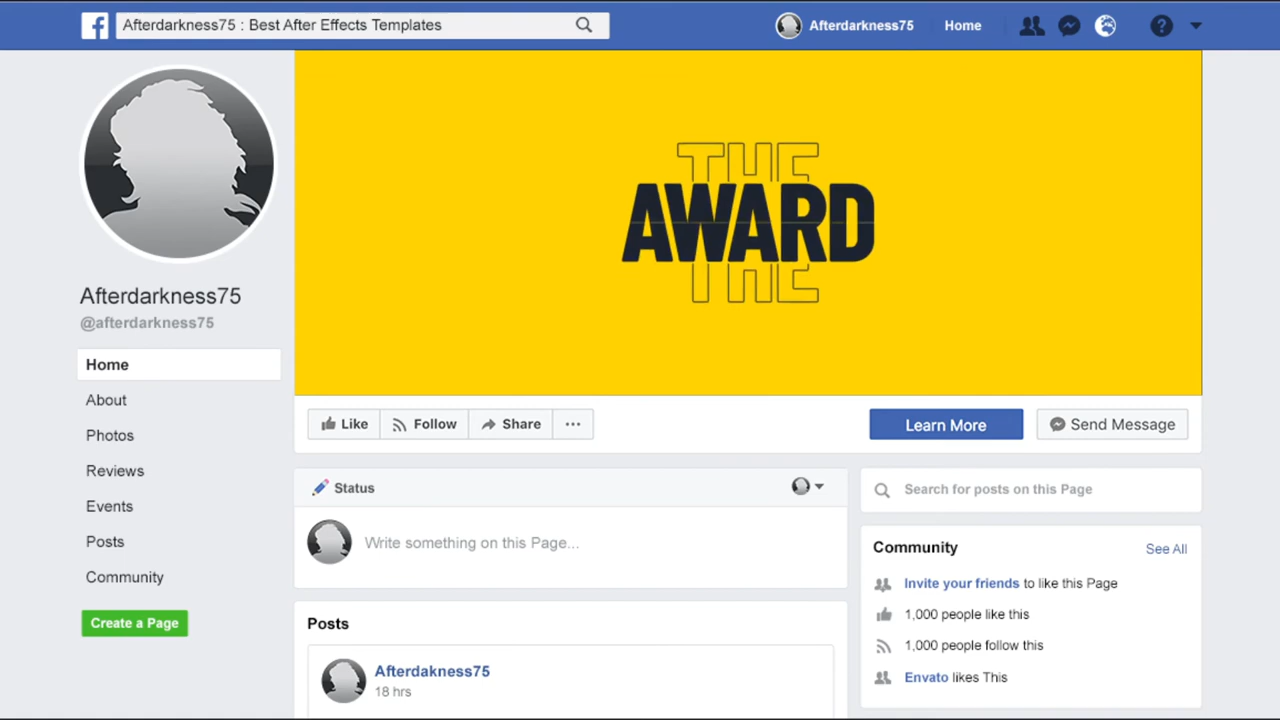 f
Afterdarkness75 : Best After Effects Templates
Afterdarkness75
Home
?
THE
AWARD
THE
Afterdarkness75
@afterdarkness75
Home
About
Photos
Reviews
Events
Posts
Community
Create a Page
Like
Follow
Share
...
Learn More
Send Message
Status
Write something on this Page...
Posts
Afterdakness75
18 hrs
Search for posts on this Page
Community
See All
Invite your friends to like this Page
1,000 people like this
1,000 people follow this
Envato likes This